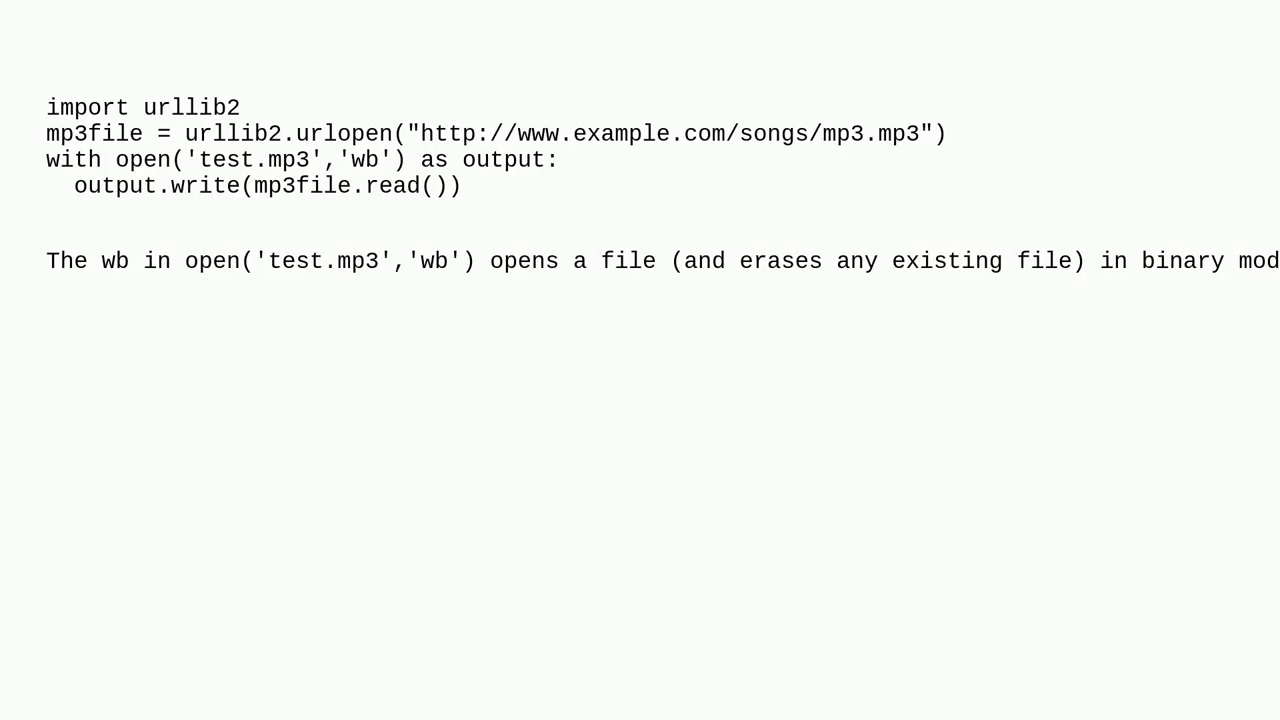 import urllib2
mp3file = urllib2.urlopen("http://www.example.com/songs/mp3.mp3")
with open('test.mp3','wb') as output:
  output.write(mp3file.read())
The wb in open('test.mp3','wb') opens a file (and erases any existing file) in binary mod